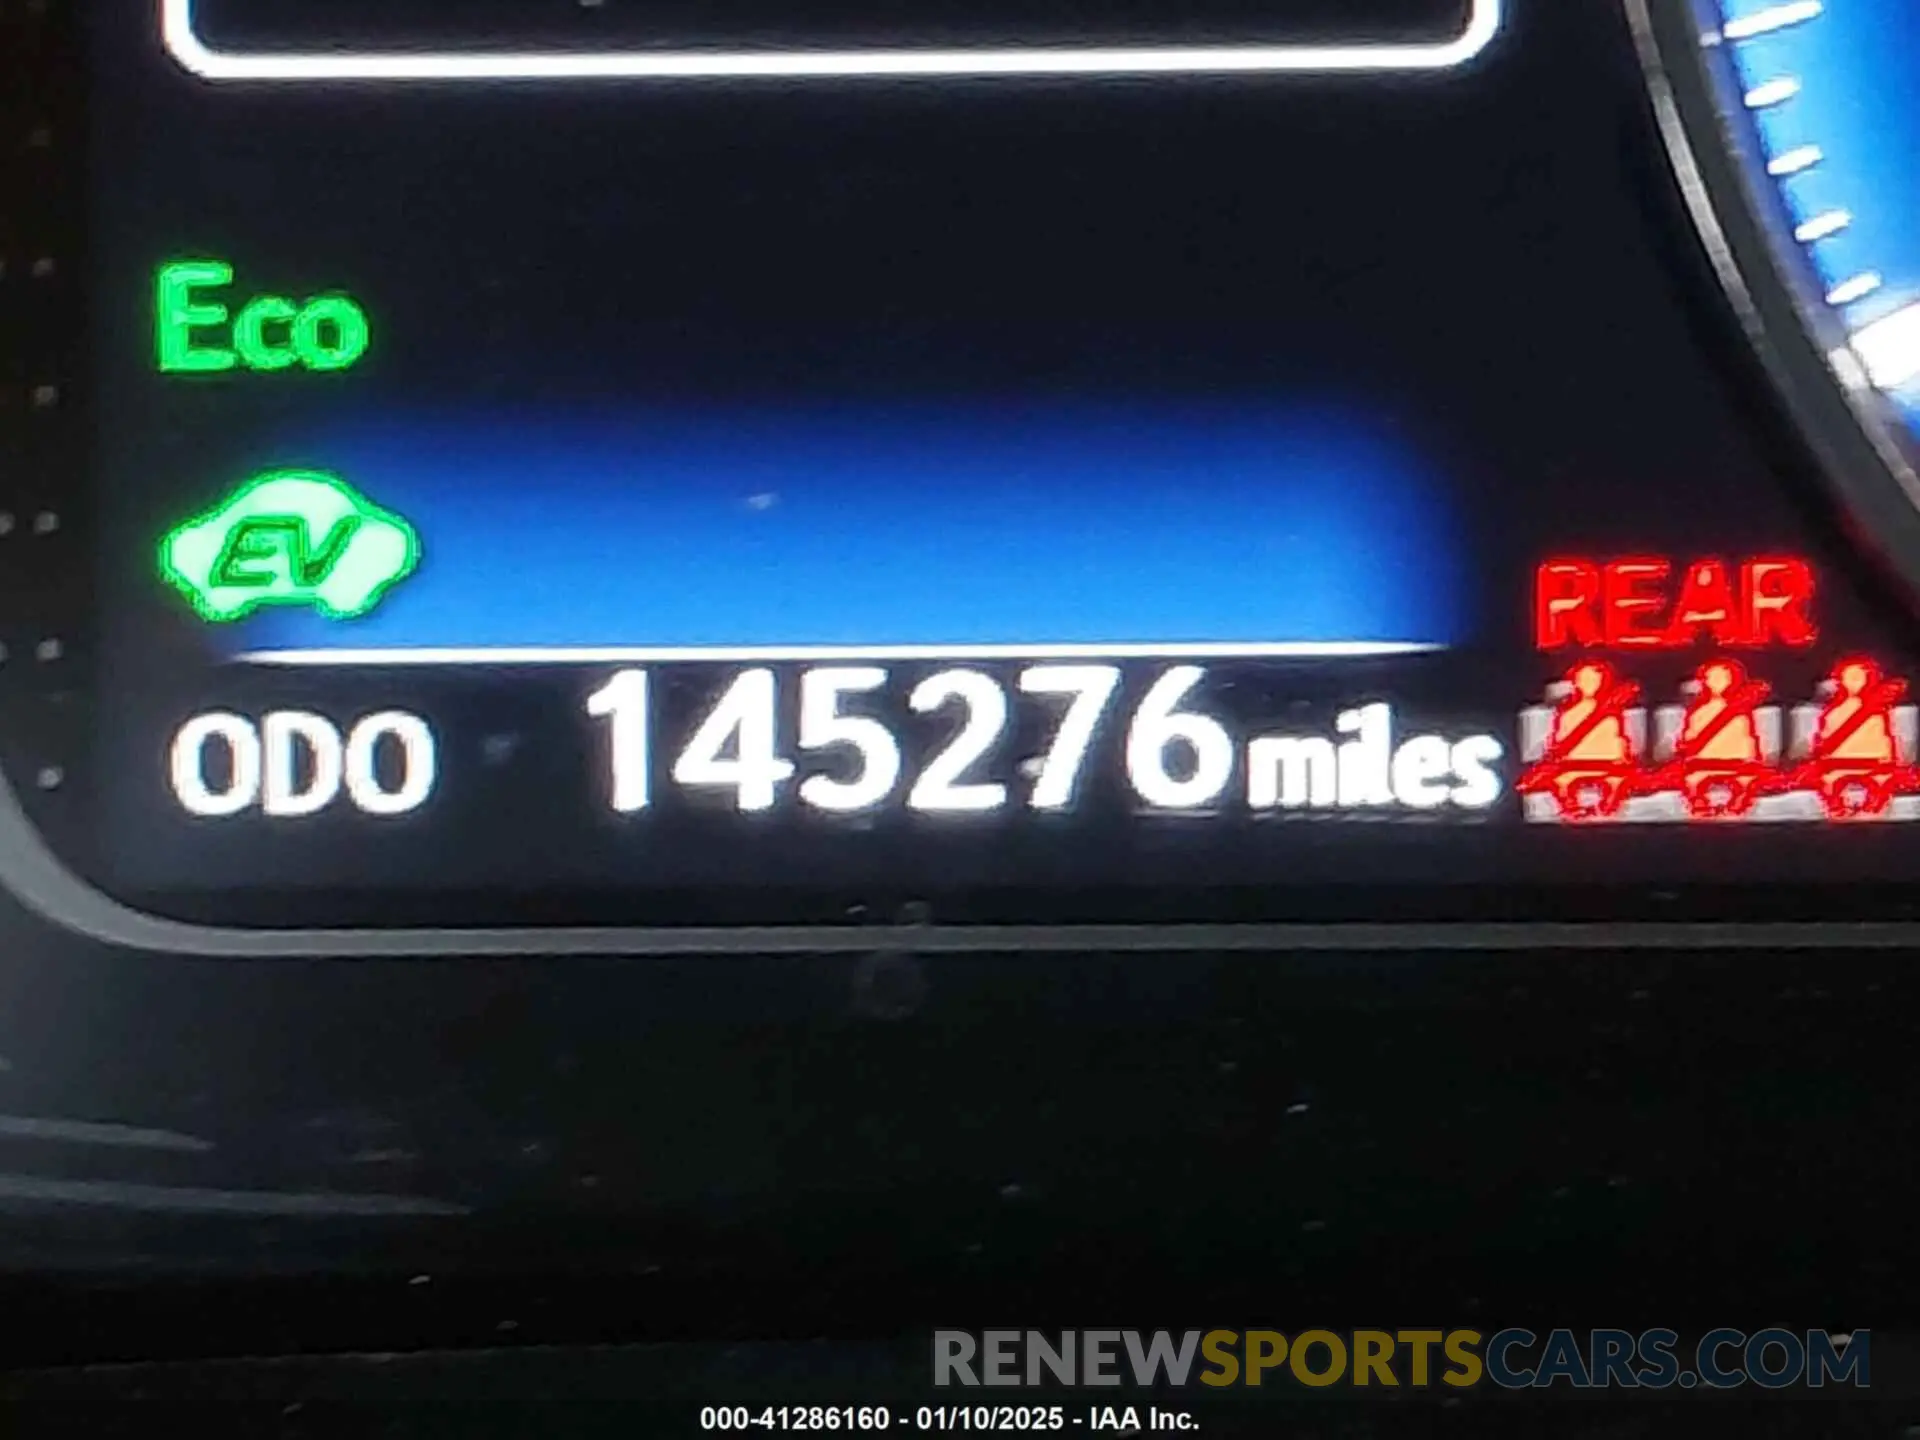 Eco
EV
REAR
ODO 145276 miles
RENEWSPORTSCARS.COM
000-41286160 - 01/10/2025 - IAA Inc.